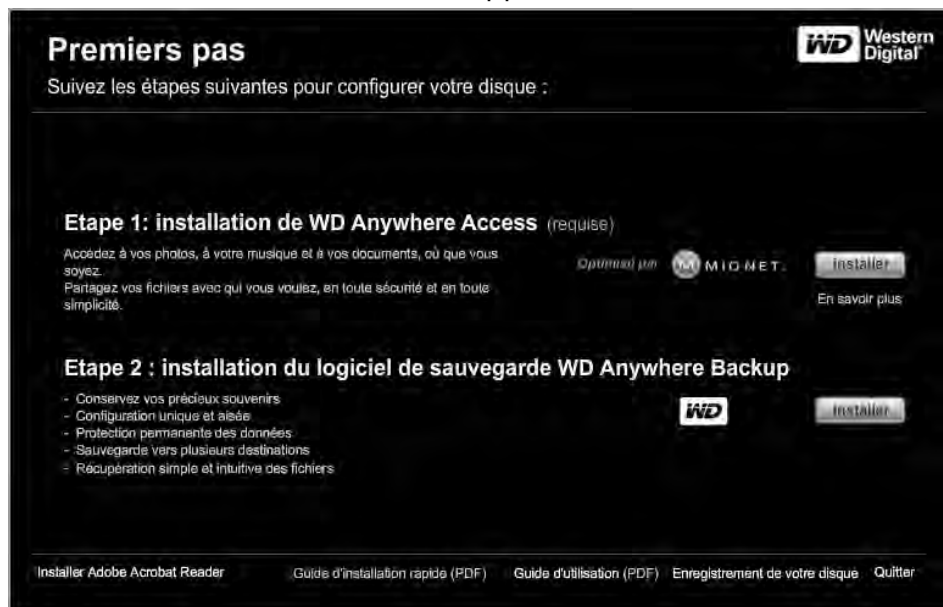 Premiers pas
WD Western
Digital
Suivez les étapes suivantes pour configurer votre disque :
Etape 1: installation de WD Anywhere Access (requise)
Accédez à vos photos, à votre musique et à vos documents, où que vous
soyez.
Partagez vos fichiers avec qui vous voulez, en toute sécurité et en toute
simplicité.
Optimisé par
MIONET.
installer
En savoir plus
Etape 2 : installation du logiciel de sauvegarde WD Anywhere Backup
- Conservez vos précieux souvenirs
- Configuration unique et aisée
- Protection permanente des données
- Sauvegarde vers plusieurs destinations
- Récupération simple et intuitive des fichiers
WD
installer
Installer Adobe Acrobat Reader Guide d'installation rapide (PDF) Guide d'utilisation (PDF) Enregistrement de votre disque Quitter